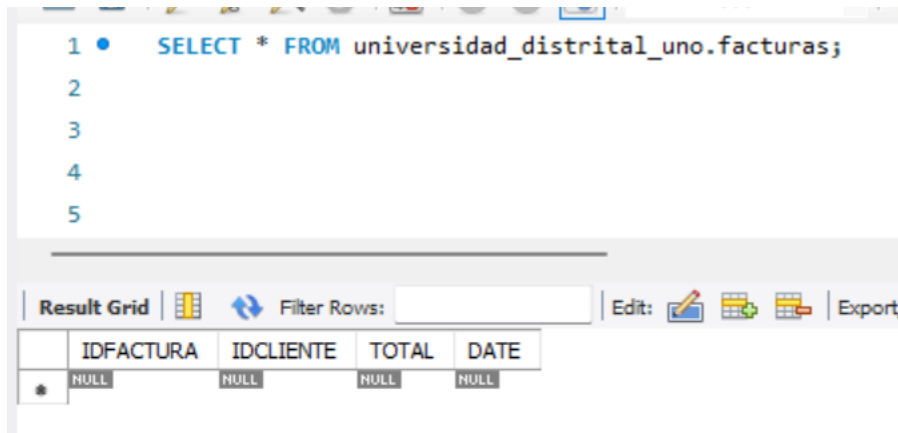 1 SELECT * FROM universidad_distrital_uno.facturas;
2
3
4
5
Result Grid Filter Rows: Edit: Export
IDFACTURA IDCLIENTE TOTAL DATE
* NULL NULL NULL NULL